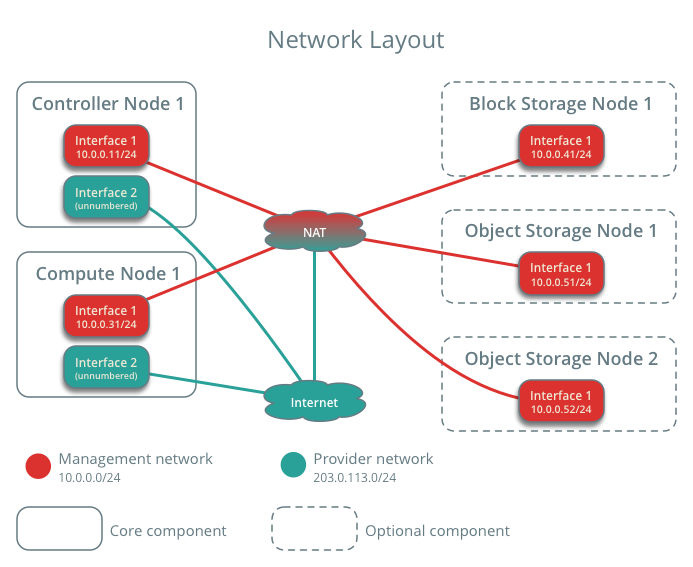 Network Layout
Controller Node 1
Interface 1
10.0.0.11/24
Interface 2
(unnumbered)
Compute Node 1
Interface 1
10.0.0.31/24
Interface 2
(unnumbered)
NAT
Internet
Block Storage Node 1
Interface 1
10.0.0.41/24
Object Storage Node 1
Interface 1
10.0.0.51/24
Object Storage Node 2
Interface 1
10.0.0.52/24
Management network
10.0.0.0/24
Provider network
203.0.113.0/24
Core component
Optional component